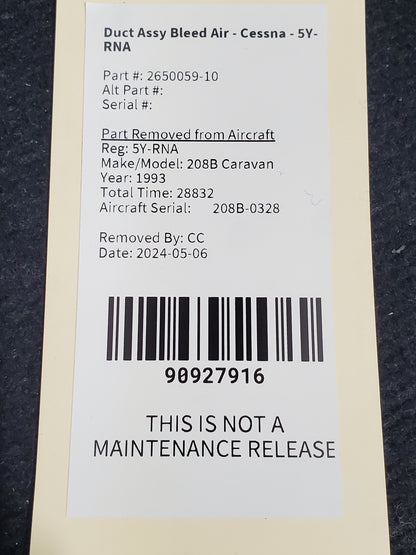 Duct Assy Bleed Air - Cessna - 5Y-
RNA
Part #: 2650059-10
Alt Part #:
Serial #:
Part Removed from Aircraft
Reg: 5Y-RNA
Make/Model: 208B Caravan
Year: 1993
Total Time: 28832
Aircraft Serial: 208B-0328
Removed By: CC
Date: 2024-05-06
90927916
THIS IS NOT A
MAINTENANCE RELEASE